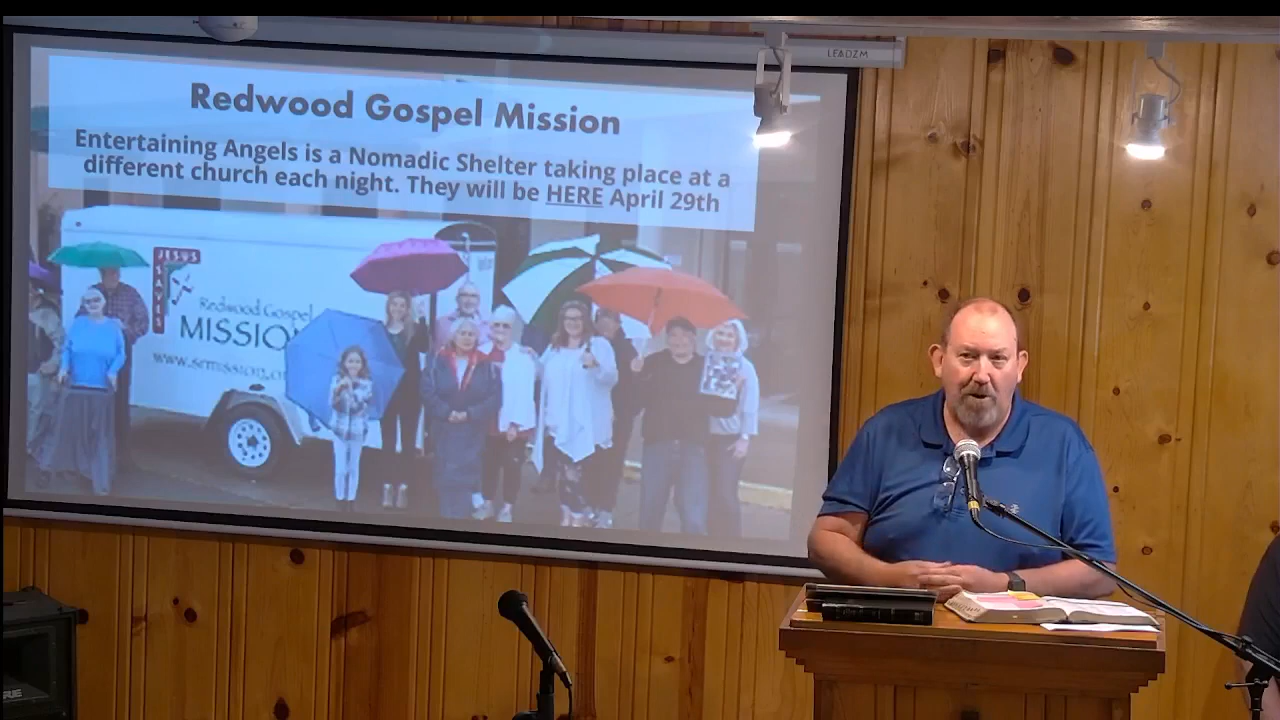 LEADZM
Redwood Gospel Mission
Entertaining Angels is a Nomadic Shelter taking place at a
different church each night. They will be HERE April 29th
JESUS
SAVES
Redwood Gospel
MISSION